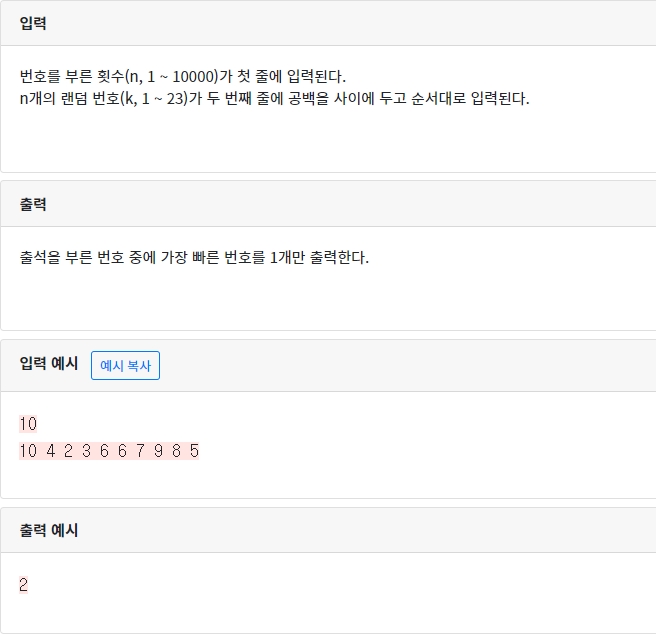 입력
번호를 부른 횟수(n, 1 ~ 10000)가 첫 줄에 입력된다.
n개의 랜덤 번호(k, 1 ~ 23)가 두 번째 줄에 공백을 사이에 두고 순서대로 입력된다.
출력
출석을 부른 번호 중에 가장 빠른 번호를 1개만 출력한다.
입력 예시 예시 복사
10
10 4 2 3 6 6 7 9 8 5
출력 예시
2